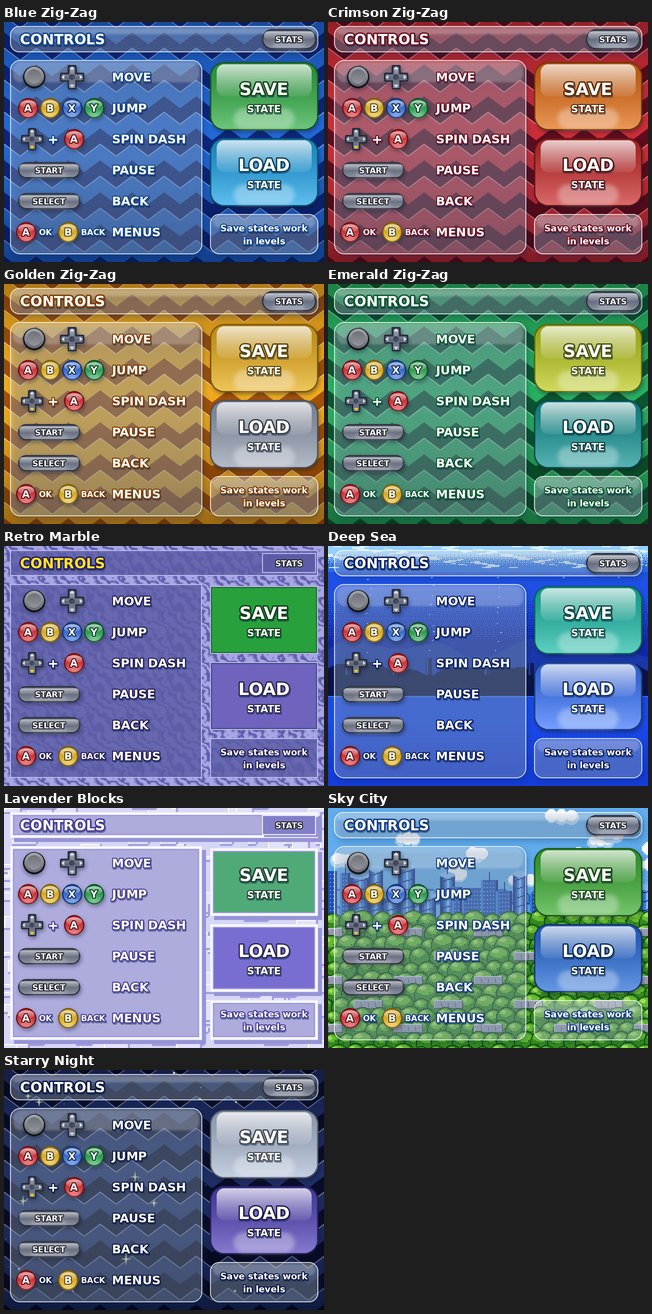 Blue Zig-Zag
CONTROLS STATS
MOVE
A B X Y JUMP
+ A SPIN DASH
START PAUSE
SELECT BACK
A OK B BACK MENUS
SAVE
STATE
LOAD
STATE
Save states work
in levels
Crimson Zig-Zag
CONTROLS STATS
MOVE
A B X Y JUMP
+ A SPIN DASH
START PAUSE
SELECT BACK
A OK B BACK MENUS
SAVE
STATE
LOAD
STATE
Save states work
in levels
Golden Zig-Zag
CONTROLS STATS
MOVE
A B X Y JUMP
+ A SPIN DASH
START PAUSE
SELECT BACK
A OK B BACK MENUS
SAVE
STATE
LOAD
STATE
Save states work
in levels
Emerald Zig-Zag
CONTROLS STATS
MOVE
A B X Y JUMP
+ A SPIN DASH
START PAUSE
SELECT BACK
A OK B BACK MENUS
SAVE
STATE
LOAD
STATE
Save states work
in levels
Retro Marble
CONTROLS STATS
MOVE
A B X Y JUMP
+ A SPIN DASH
START PAUSE
SELECT BACK
A OK B BACK MENUS
SAVE
STATE
LOAD
STATE
Save states work
in levels
Deep Sea
CONTROLS STATS
MOVE
A B X Y JUMP
+ A SPIN DASH
START PAUSE
SELECT BACK
A OK B BACK MENUS
SAVE
STATE
LOAD
STATE
Save states work
in levels
Lavender Blocks
CONTROLS STATS
MOVE
A B X Y JUMP
+ A SPIN DASH
START PAUSE
SELECT BACK
A OK B BACK MENUS
SAVE
STATE
LOAD
STATE
Save states work
in levels
Sky City
CONTROLS STATS
MOVE
A B X Y JUMP
+ A SPIN DASH
START PAUSE
SELECT BACK
A OK B BACK MENUS
SAVE
STATE
LOAD
STATE
Save states work
in levels
Starry Night
CONTROLS STATS
MOVE
A B X Y JUMP
+ A SPIN DASH
START PAUSE
SELECT BACK
A OK B BACK MENUS
SAVE
STATE
LOAD
STATE
Save states work
in levels